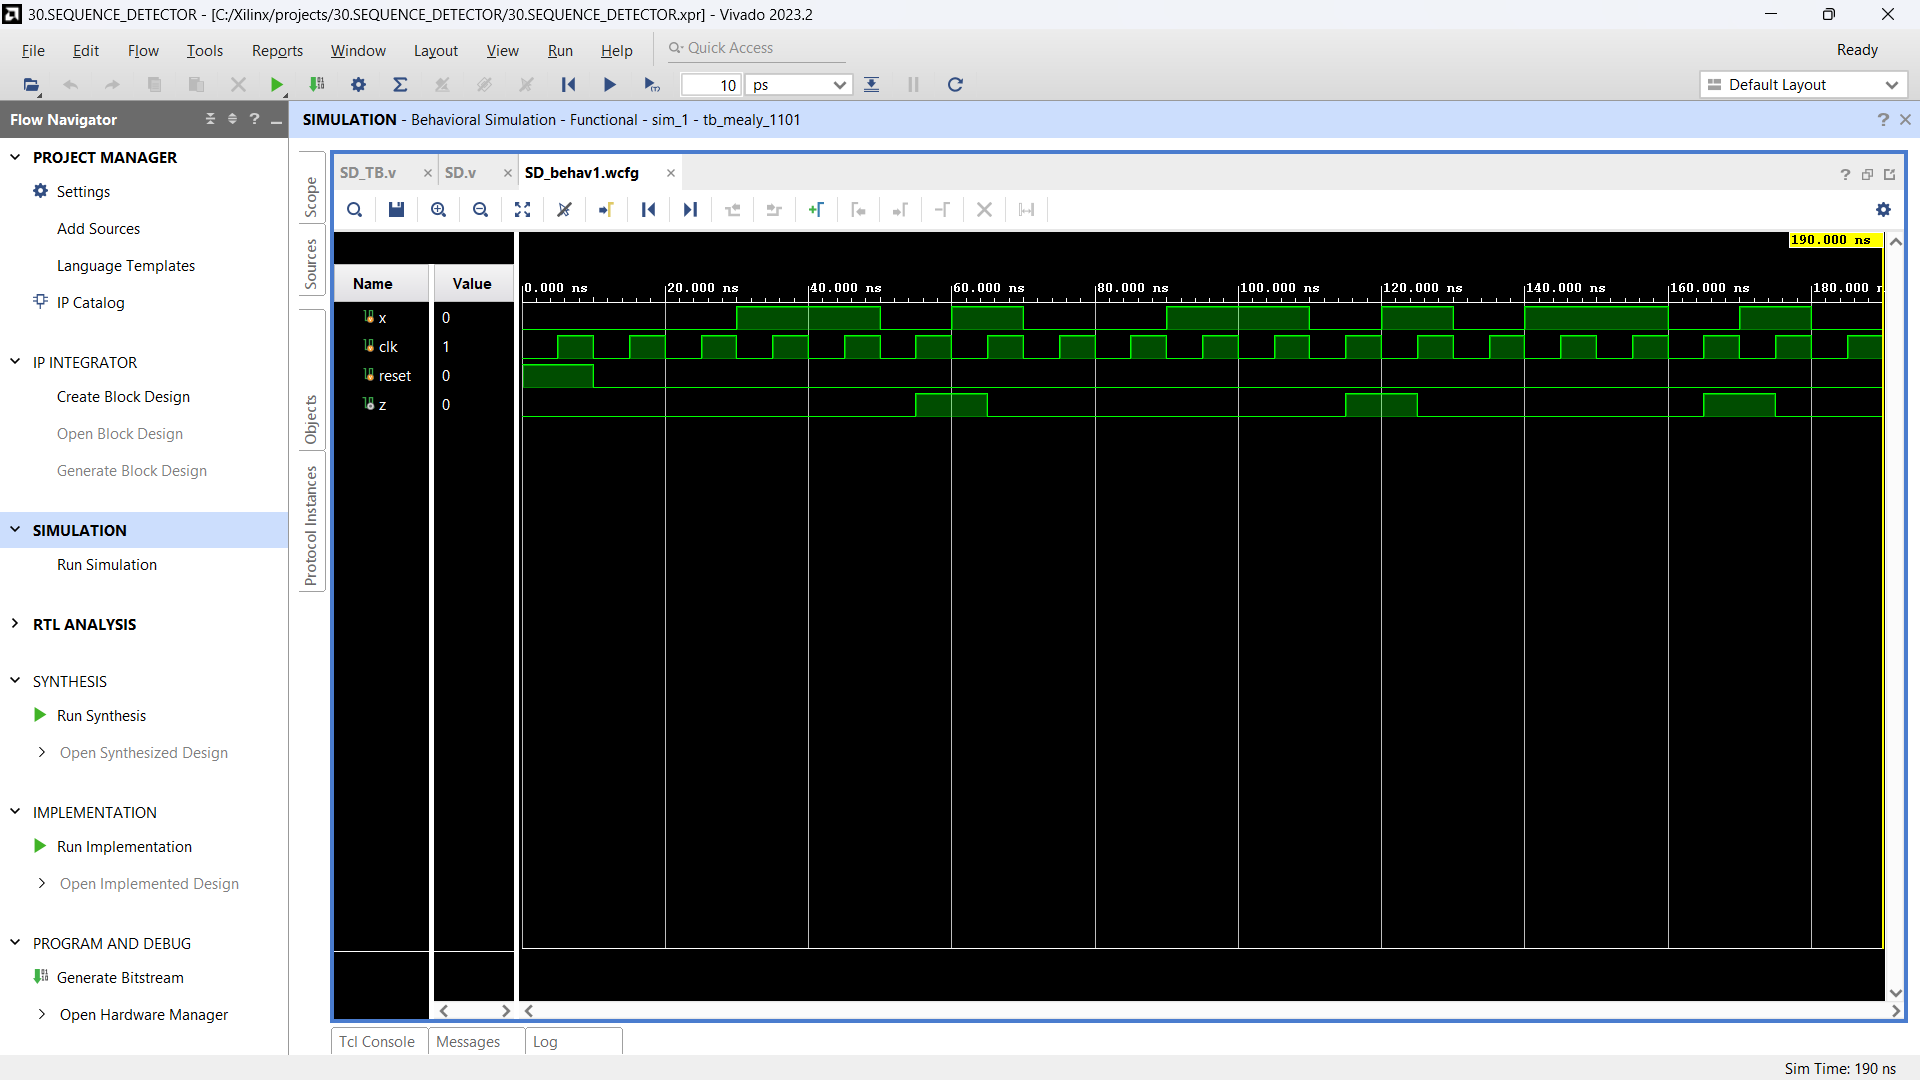 30.SEQUENCE_DETECTOR - [C:/Xilinx/projects/30.SEQUENCE_DETECTOR/30.SEQUENCE_DETECTOR.xpr] - Vivado 2023.2
File Edit Flow Tools Reports Window Layout View Run Help Quick Access Ready
10 ps Default Layout
Flow Navigator
SIMULATION - Behavioral Simulation - Functional - sim_1 - tb_mealy_1101
PROJECT MANAGER
Settings
Add Sources
Language Templates
IP Catalog
IP INTEGRATOR
Create Block Design
Open Block Design
Generate Block Design
SIMULATION
Run Simulation
RTL ANALYSIS
SYNTHESIS
Run Synthesis
Open Synthesized Design
IMPLEMENTATION
Run Implementation
Open Implemented Design
PROGRAM AND DEBUG
Generate Bitstream
Open Hardware Manager
Scope
Sources
Objects
Protocol Instances
SD_TB.v SD.v SD_behav1.wcfg
190.000 ns
Name Value
0.000 ns 20.000 ns 40.000 ns 60.000 ns 80.000 ns 100.000 ns 120.000 ns 140.000 ns 160.000 ns 180.000
x 0
clk 1
reset 0
z 0
Tcl Console Messages Log
Sim Time: 190 ns